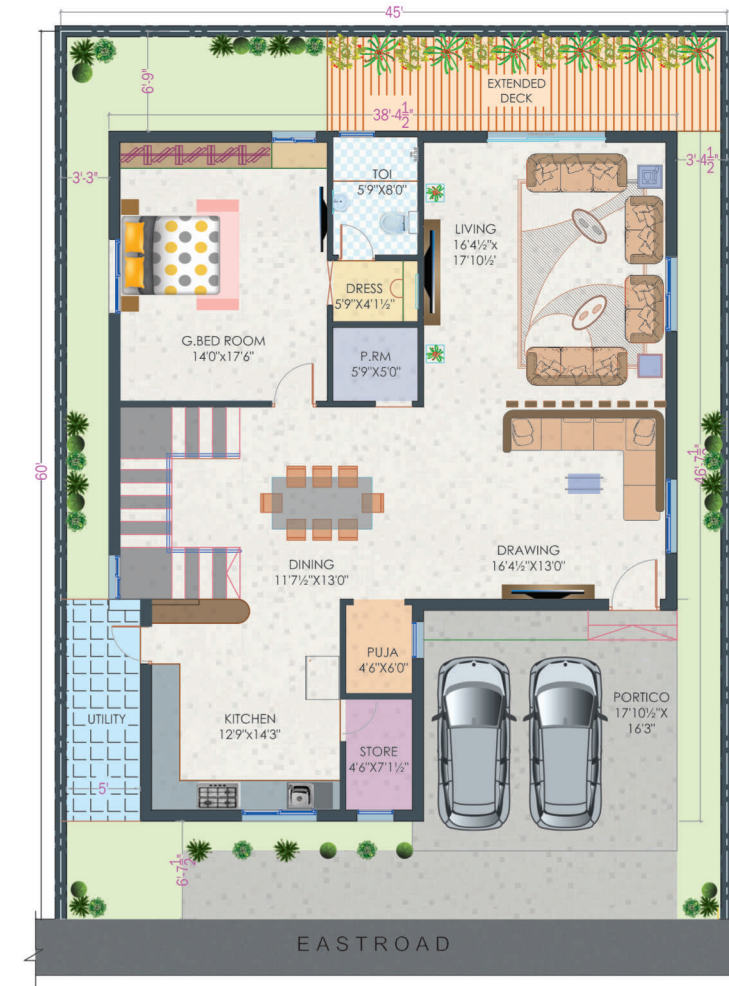 45'
EXTENDED
DECK
6'-9"
38'-4½"
3'-3"
3'-4½"
TOI
5'9"X8'0"
LIVING
16'4½"x
17'10½'
DRESS
5'9"X4'1½"
G.BED ROOM
14'0"x17'6"
P.RM
5'9"X5'0"
60'
46'-7½"
DINING
11'7½"X13'0"
DRAWING
16'4½"X13'0"
PUJA
4'6"X6'0"
UTILITY
KITCHEN
12'9"x14'3"
PORTICO
17'10½"X
16'3"
STORE
4'6"X7'1½"
5'
6'-7½"
EASTROAD